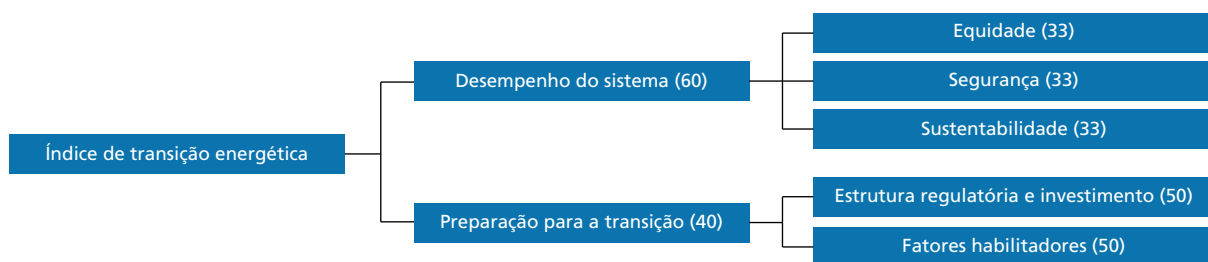 Índice de transição energética
Desempenho do sistema (60)
Equidade (33)
Segurança (33)
Sustentabilidade (33)
Preparação para a transição (40)
Estrutura regulatória e investimento (50)
Fatores habilitadores (50)